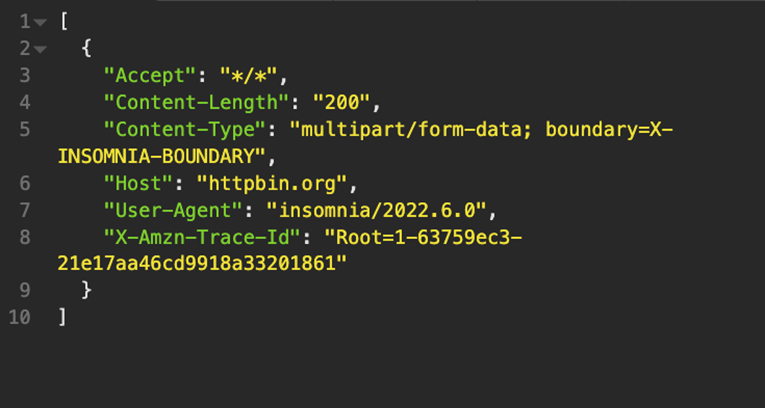 1 [
2 {
3 "Accept": "*/*",
4 "Content-Length": "200",
5 "Content-Type": "multipart/form-data; boundary=X-
INSOMNIA-BOUNDARY",
6 "Host": "httpbin.org",
7 "User-Agent": "insomnia/2022.6.0",
8 "X-Amzn-Trace-Id": "Root=1-63759ec3-
21e17aa46cd9918a33201861"
9 }
10 ]